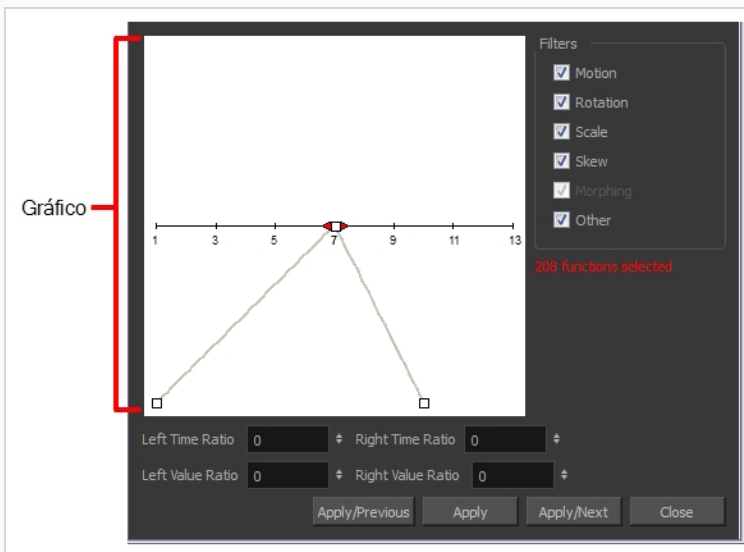 Gráfico
1 3 5 7 9 11 13
Filters
Motion
Rotation
Scale
Skew
Morphing
Other
208 functions selected
Left Time Ratio 0 Right Time Ratio 0
Left Value Ratio 0 Right Value Ratio 0
Apply/Previous Apply Apply/Next Close